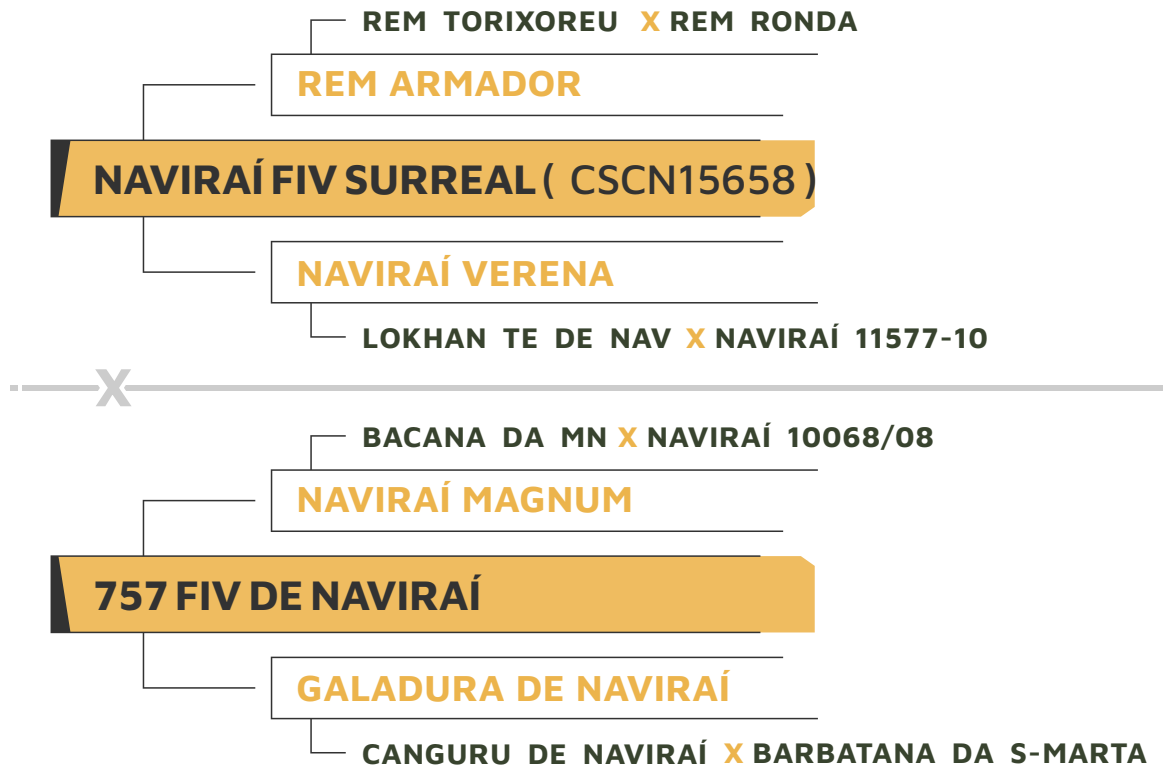 REM TORIXOREU X REM RONDA
REM ARMADOR
NAVIRAÍ FIV SURREAL ( CSCN15658 )
NAVIRAÍ VERENA
LOKHAN TE DE NAV X NAVIRAÍ 11577-10
X
BACANA DA MN X NAVIRAÍ 10068/08
NAVIRAÍ MAGNUM
757 FIV DE NAVIRAÍ
GALADURA DE NAVIRAÍ
CANGURU DE NAVIRAÍ X BARBATANA DA S-MARTA